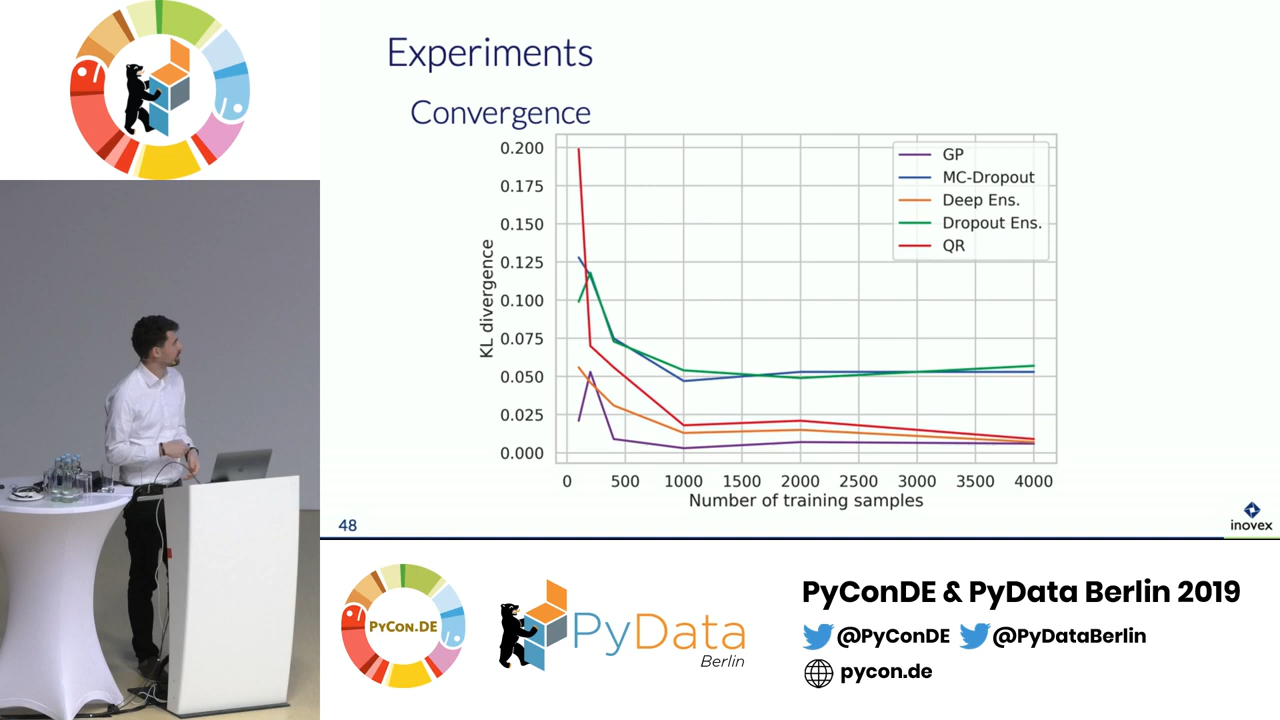 Experiments
Convergence
0.200
0.175
0.150
0.125
0.100
0.075
0.050
0.025
0.000
KL divergence
GP
MC-Dropout
Deep Ens.
Dropout Ens.
QR
0 500 1000 1500 2000 2500 3000 3500 4000
Number of training samples
48
inovex
PYCON.DE
PyData
Berlin
PyConDE & PyData Berlin 2019
@PyConDE @PyDataBerlin
pycon.de